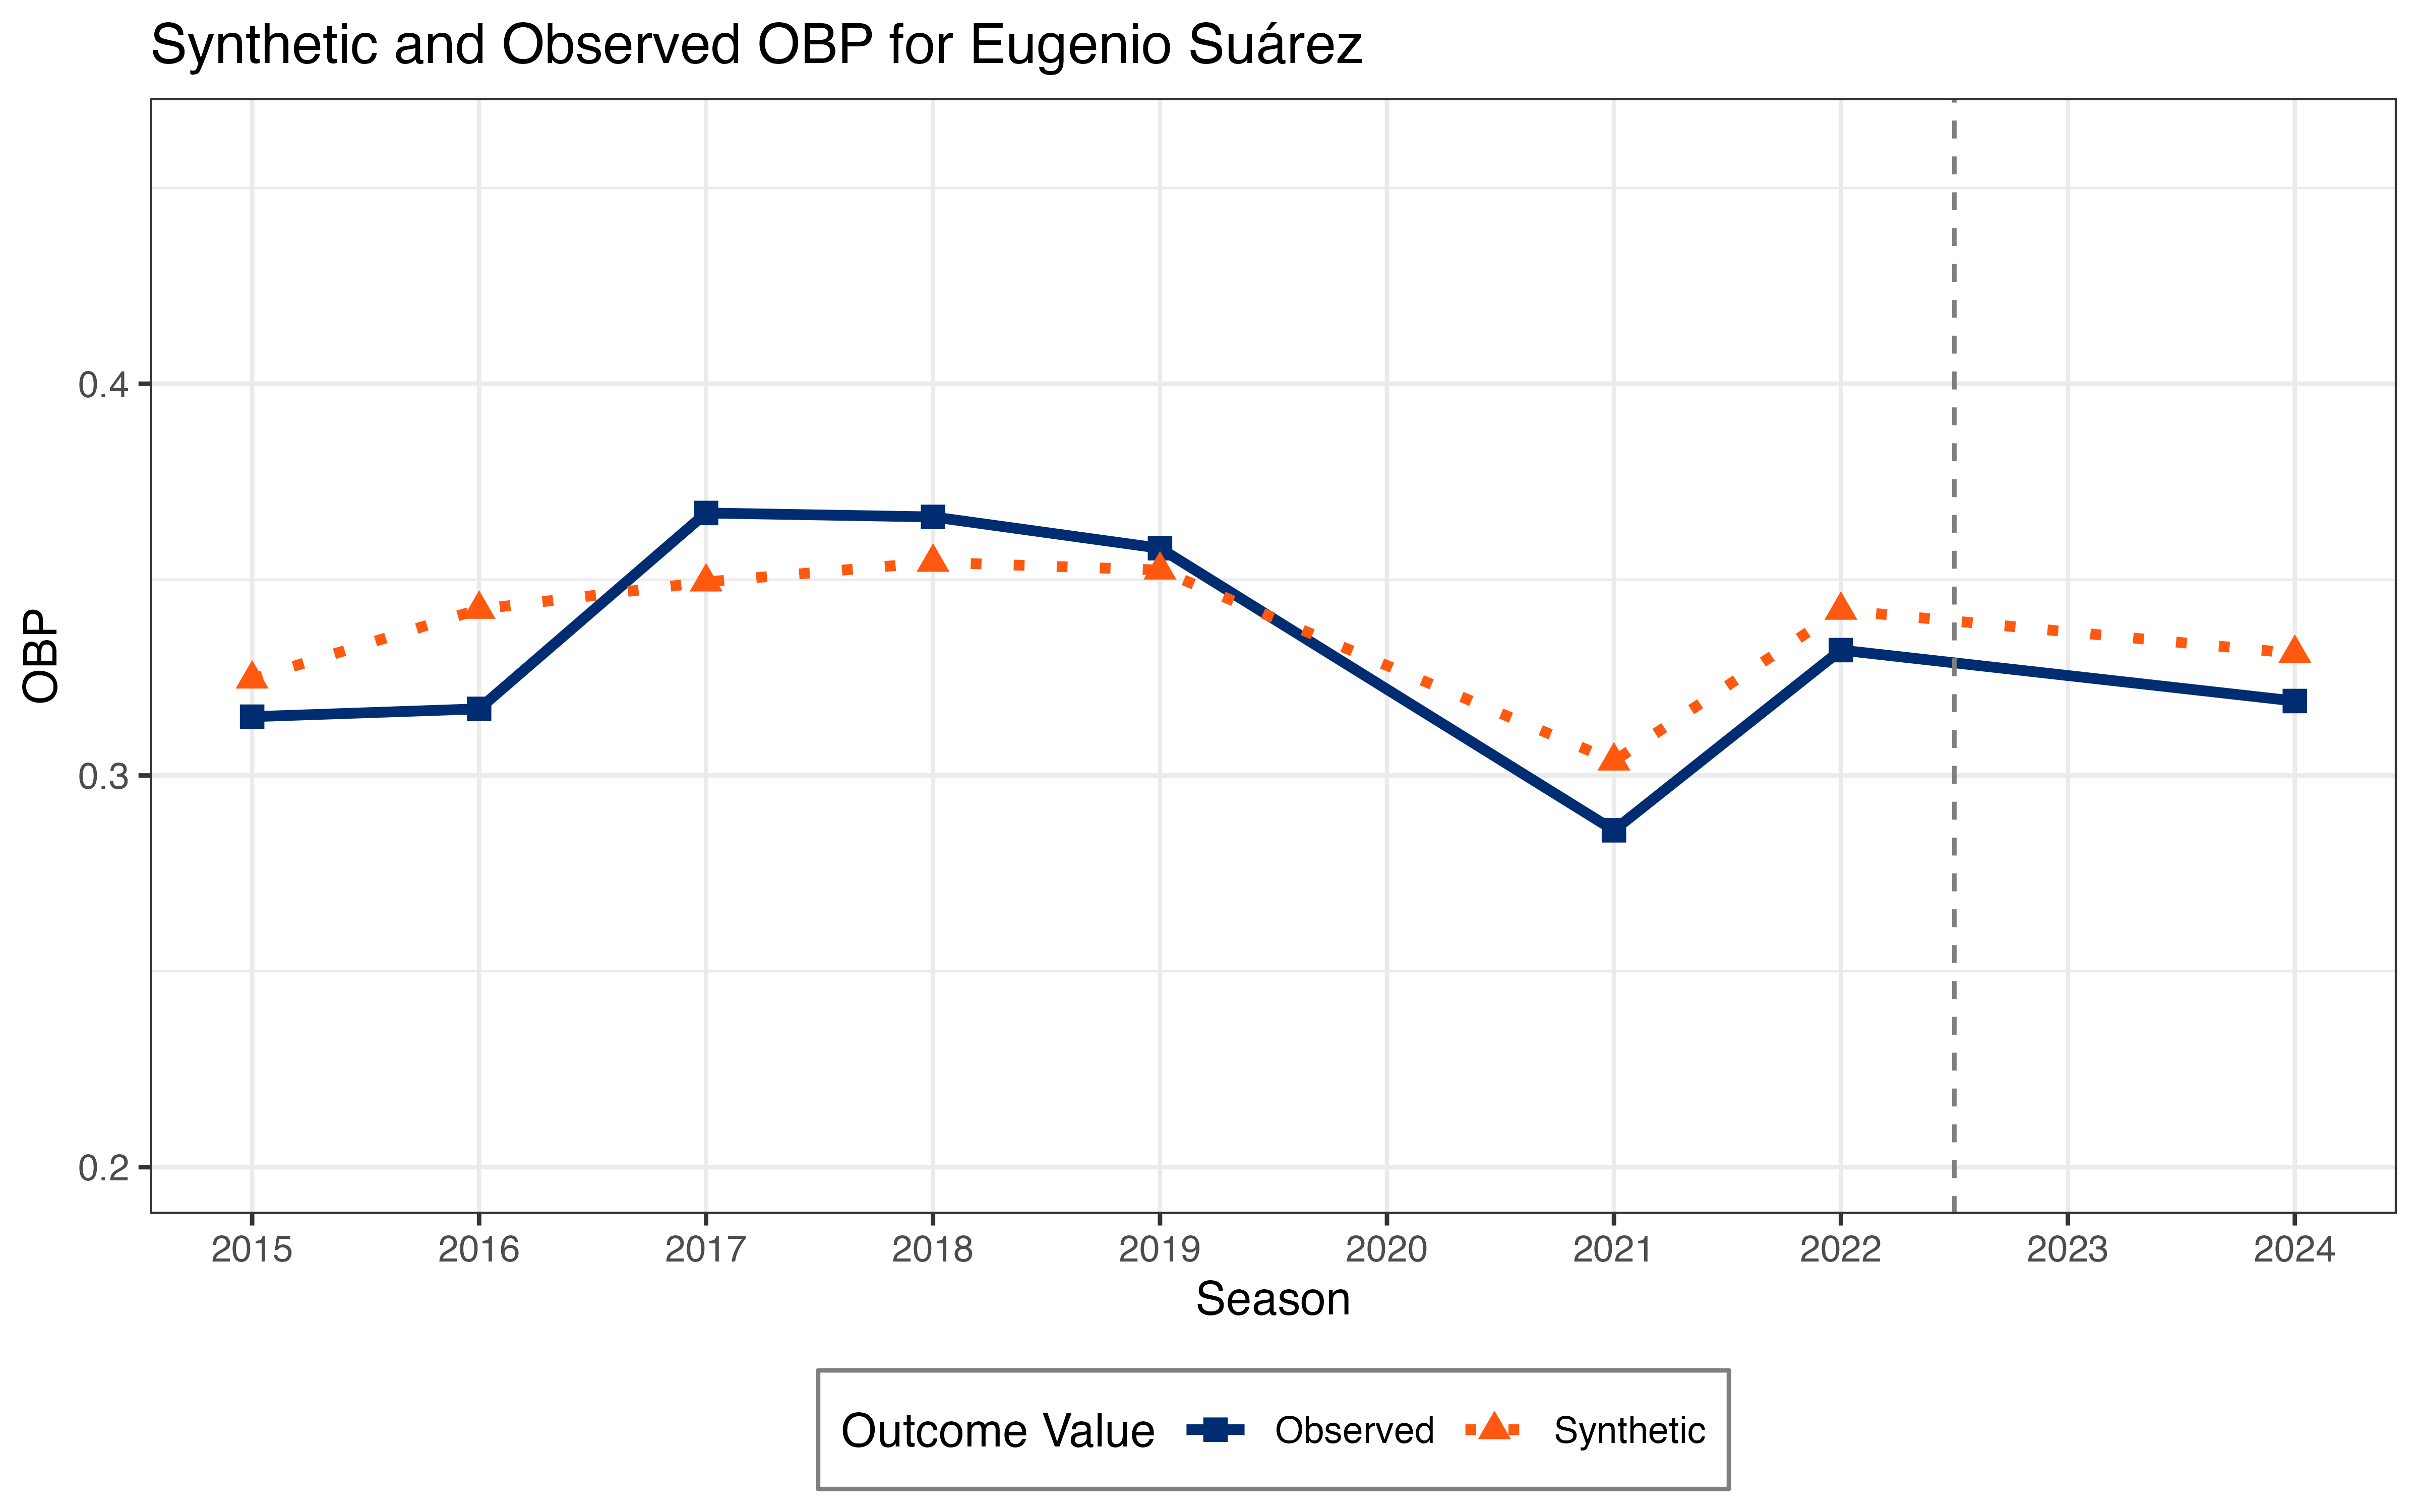 Synthetic and Observed OBP for Eugenio Suárez
OBP
0.4
0.3
0.2
2015 2016 2017 2018 2019 2020 2021 2022 2023 2024
Season
Outcome Value Observed Synthetic